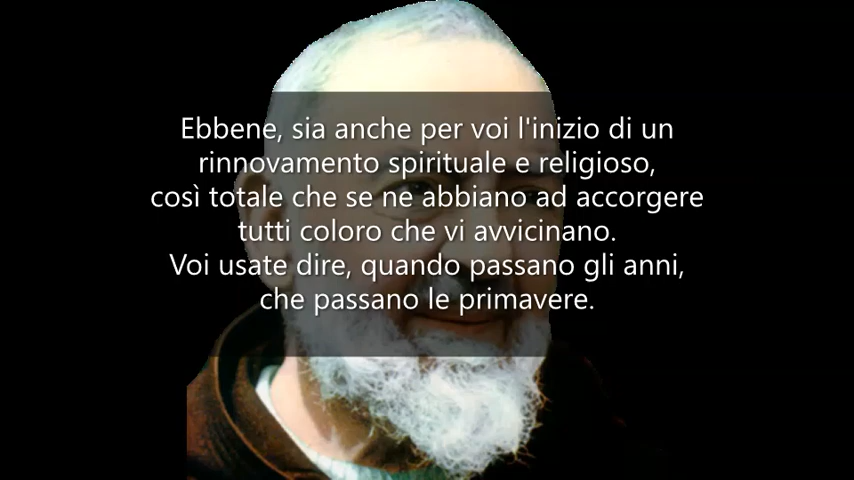 Ebbene, sia anche per voi l'inizio di un
rinnovamento spirituale e religioso,
così totale che se ne abbiano ad accorgere
tutti coloro che vi avvicinano.
Voi usate dire, quando passano gli anni,
che passano le primavere.